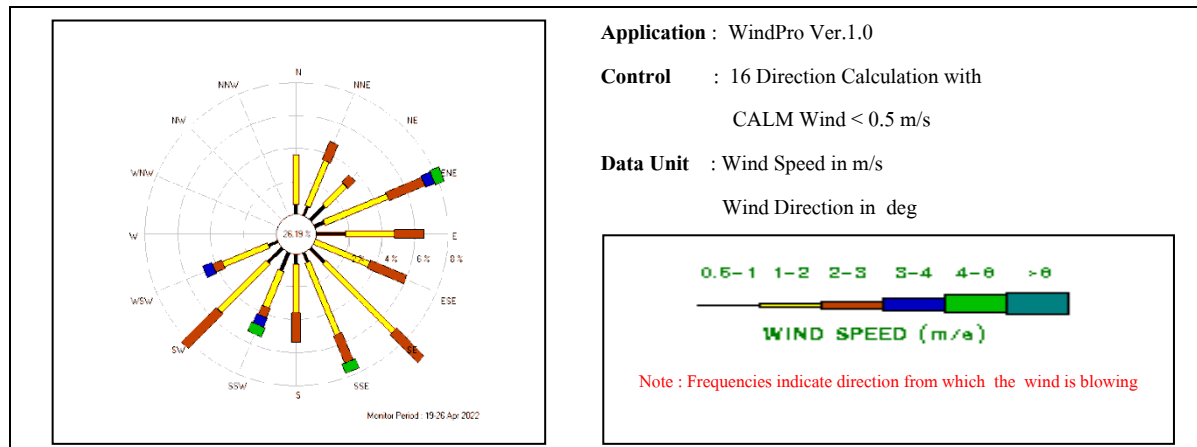 N
NNW
NNE
NW
NE
WNW
ENE
W
26.19 %
E
2 %
4 %
6 %
8 %
WSW
ESE
SW
SE
SSW
SSE
S
Monitor Period : 19-26 Apr 2022
Application : WindPro Ver.1.0
Control : 16 Direction Calculation with
CALM Wind < 0.5 m/s
Data Unit : Wind Speed in m/s
Wind Direction in deg
0.5-1 1-2 2-3 3-4 4-8 >8
WIND SPEED (m/s)
Note : Frequencies indicate direction from which the wind is blowing